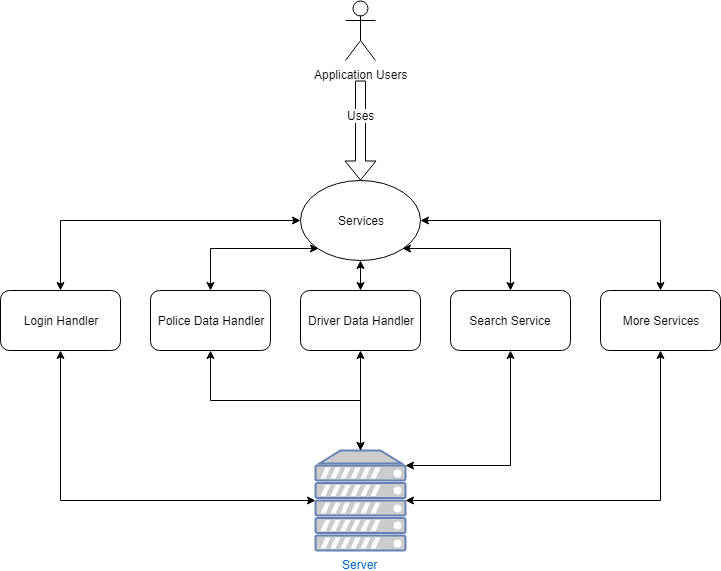 Application Users
Uses
Services
Login Handler
Police Data Handler
Driver Data Handler
Search Service
More Services
Server